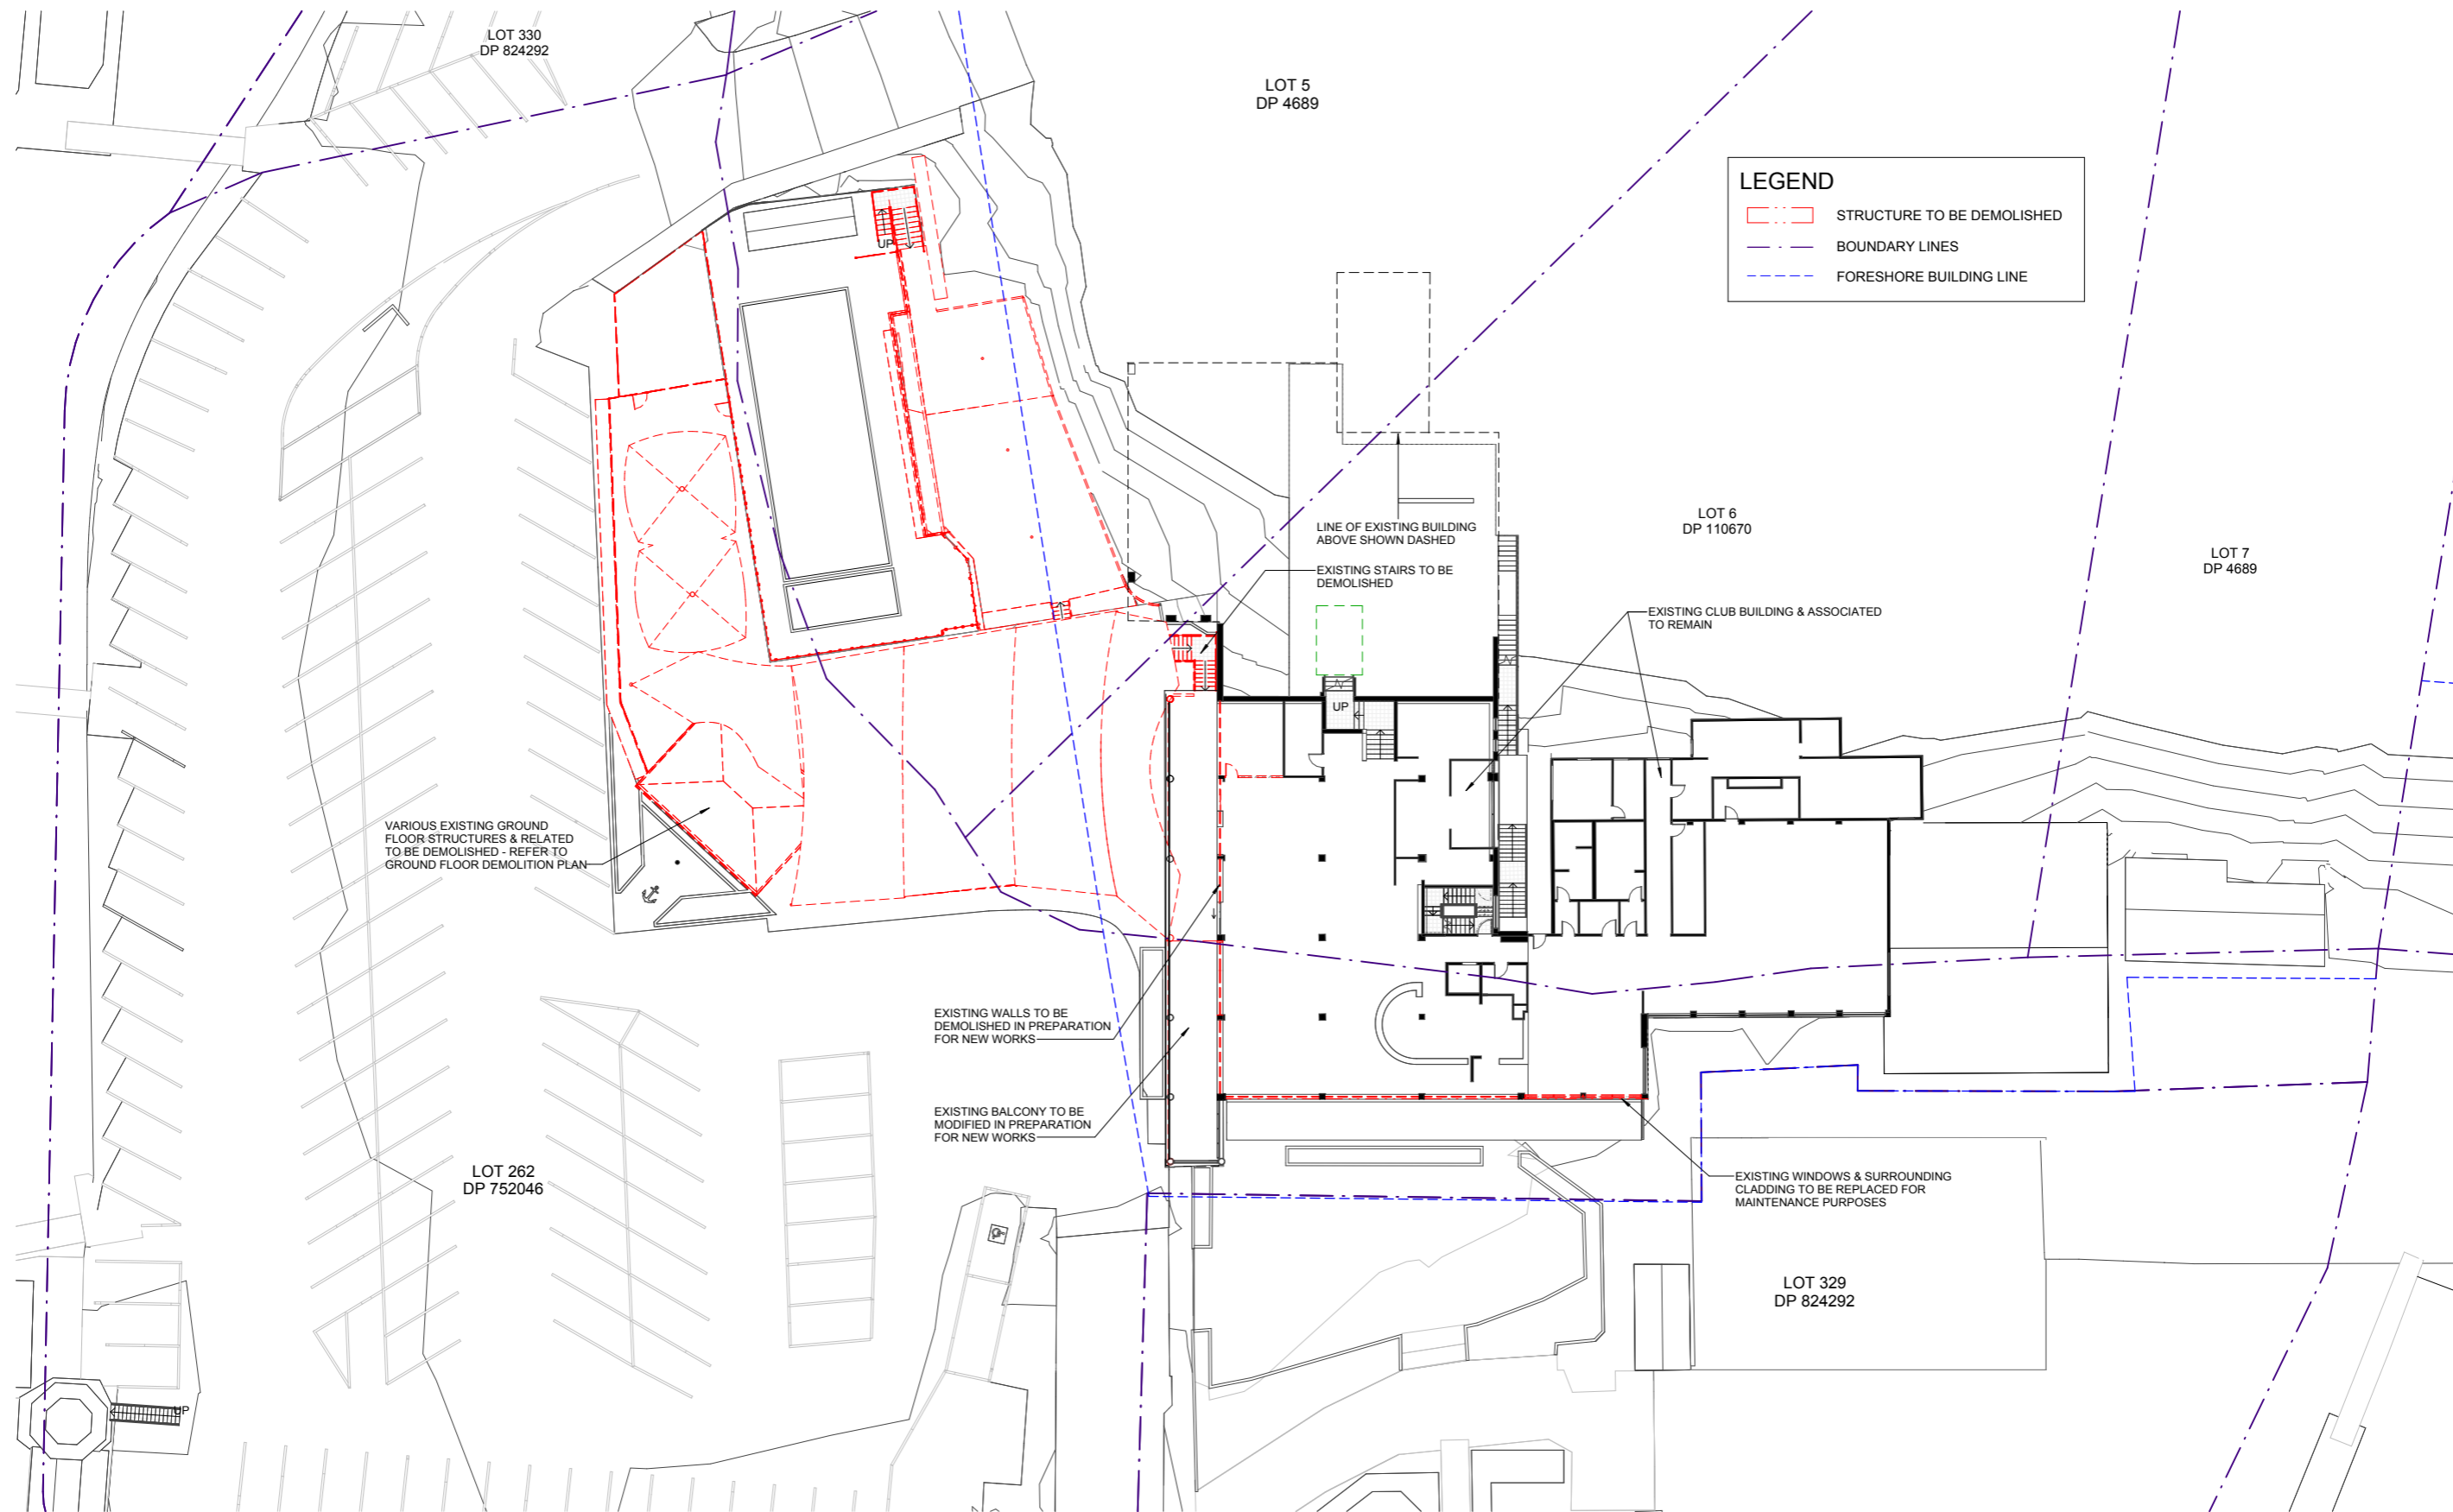 LOT 330
DP 824292
LOT 5
DP 4689
LEGEND
STRUCTURE TO BE DEMOLISHED
BOUNDARY LINES
FORESHORE BUILDING LINE
UP
LINE OF EXISTING BUILDING
ABOVE SHOWN DASHED
LOT 6
DP 110670
LOT 7
DP 4689
EXISTING STAIRS TO BE
DEMOLISHED
EXISTING CLUB BUILDING & ASSOCIATED
TO REMAIN
UP
VARIOUS EXISTING GROUND
FLOOR STRUCTURES & RELATED
TO BE DEMOLISHED - REFER TO
GROUND FLOOR DEMOLITION PLAN
EXISTING WALLS TO BE
DEMOLISHED IN PREPARATION
FOR NEW WORKS
EXISTING BALCONY TO BE
MODIFIED IN PREPARATION
FOR NEW WORKS
LOT 262
DP 752046
EXISTING WINDOWS & SURROUNDING
CLADDING TO BE REPLACED FOR
MAINTENANCE PURPOSES
LOT 329
DP 824292
UP